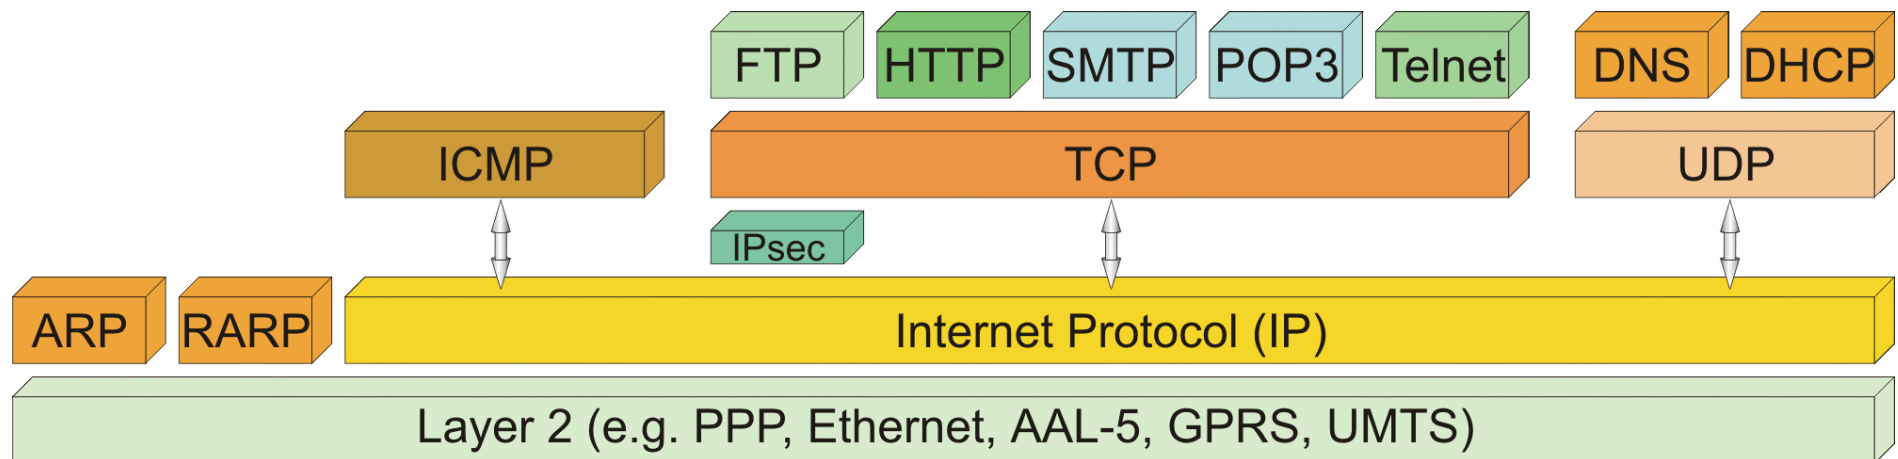 FTP HTTP SMTP POP3 Telnet DNS DHCP
ICMP TCP UDP
IPsec
ARP RARP Internet Protocol (IP)
Layer 2 (e.g. PPP, Ethernet, AAL-5, GPRS, UMTS)